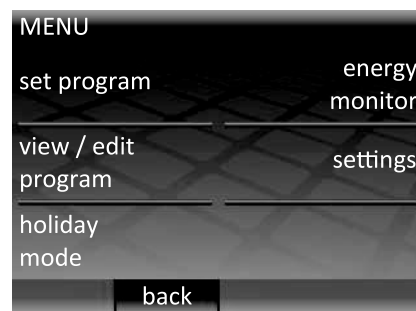 MENU
set program
energy
monitor
view / edit
program
settings
holiday
mode
back